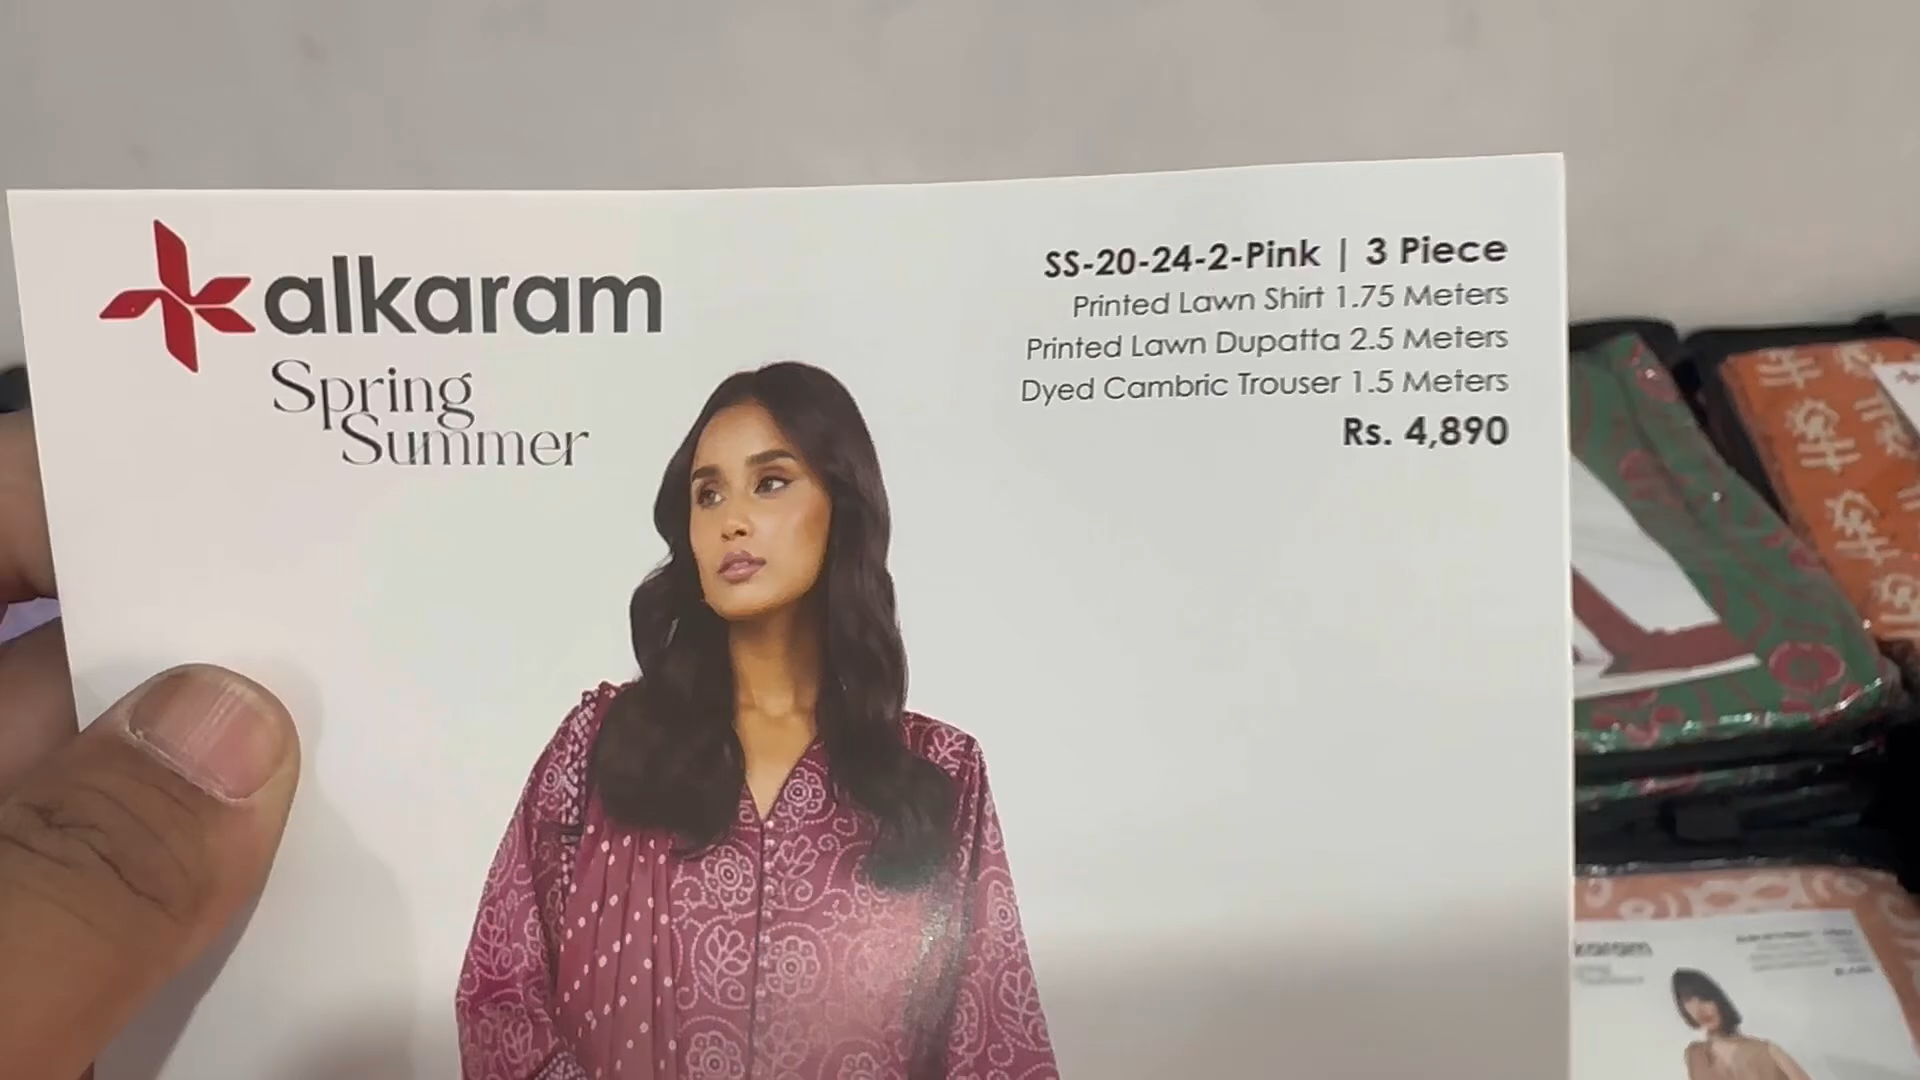 alkaram
Spring
Summer
SS-20-24-2-Pink | 3 Piece
Printed Lawn Shirt 1.75 Meters
Printed Lawn Dupatta 2.5 Meters
Dyed Cambric Trouser 1.5 Meters
Rs. 4,890